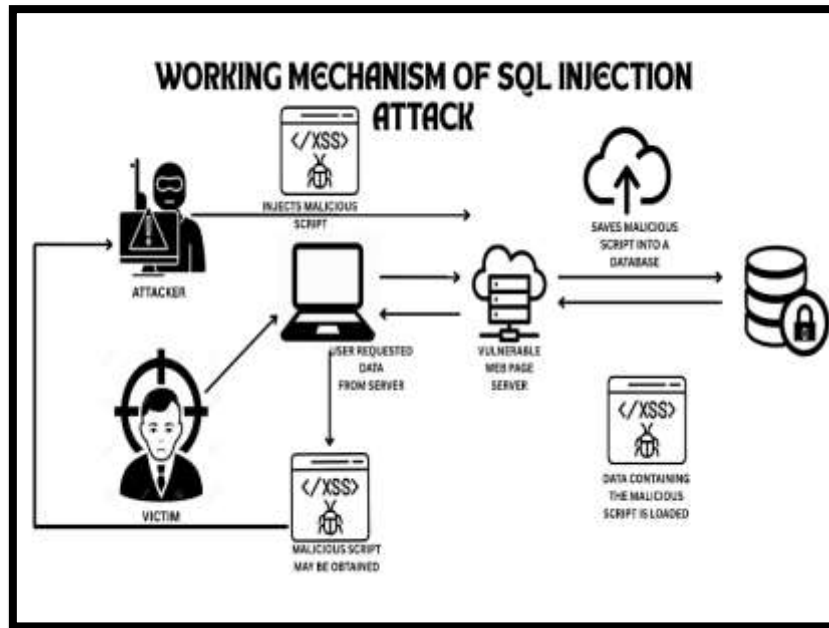 WORKING MECHANISM OF SQL INJECTION
ATTACK
</XSS>
INJECTS MALICIOUS
SCRIPT
SAVES MALICIOUS
SCRIPT INTO A
DATABASE
ATTACKER
USER REQUESTED
DATA
FROM SERVER
VULNERABLE
WEB PAGE
SERVER
</XSS>
DATA CONTAINING
THE MALICIOUS
SCRIPT IS LOADED
VICTIM
</XSS>
MALICIOUS SCRIPT
MAY BE OBTAINED